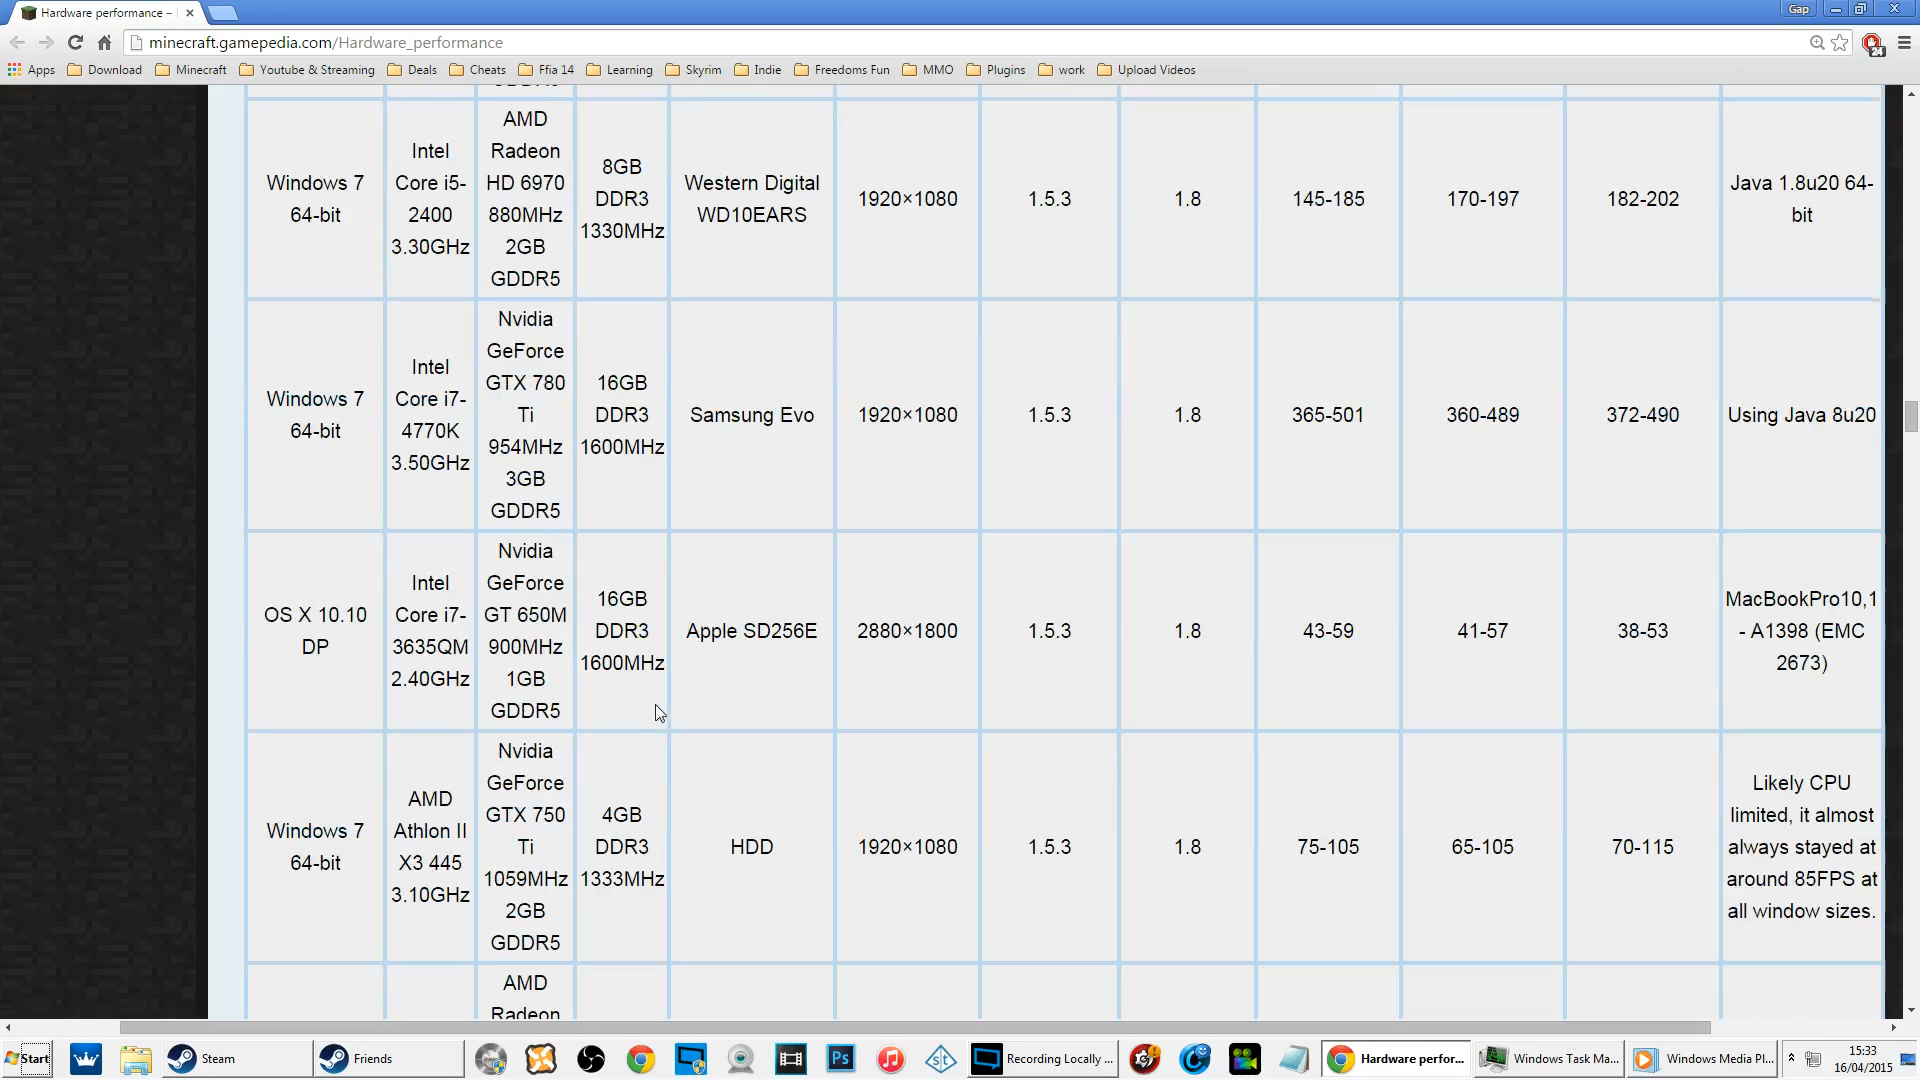 Hardware performance –
Gap
minecraft.gamepedia.com/Hardware_performance
24
Apps
Download
Minecraft
Youtube & Streaming
Deals
Cheats
Ffia 14
Learning
Skyrim
Indie
Freedoms Fun
MMO
Plugins
work
Upload Videos
Windows 7
64-bit
Intel
Core i5-
2400
3.30GHz
AMD
Radeon
HD 6970
880MHz
2GB
GDDR5
8GB
DDR3
1330MHz
Western Digital
WD10EARS
1920×1080
1.5.3
1.8
145-185
170-197
182-202
Java 1.8u20 64-
bit
Windows 7
64-bit
Intel
Core i7-
4770K
3.50GHz
Nvidia
GeForce
GTX 780
Ti
954MHz
3GB
GDDR5
16GB
DDR3
1600MHz
Samsung Evo
1920×1080
1.5.3
1.8
365-501
360-489
372-490
Using Java 8u20
OS X 10.10
DP
Intel
Core i7-
3635QM
2.40GHz
Nvidia
GeForce
GT 650M
900MHz
1GB
GDDR5
16GB
DDR3
1600MHz
Apple SD256E
2880×1800
1.5.3
1.8
43-59
41-57
38-53
MacBookPro10,1
- A1398 (EMC
2673)
Windows 7
64-bit
AMD
Athlon II
X3 445
3.10GHz
Nvidia
GeForce
GTX 750
Ti
1059MHz
2GB
GDDR5
4GB
DDR3
1333MHz
HDD
1920×1080
1.5.3
1.8
75-105
65-105
70-115
Likely CPU
limited, it almost
always stayed at
around 85FPS at
all window sizes.
AMD
Radeon
Start
Steam
Friends
Ps
st
Recording Locally ...
Hardware perfor...
Windows Task Ma...
Windows Media Pl...
15:33
16/04/2015